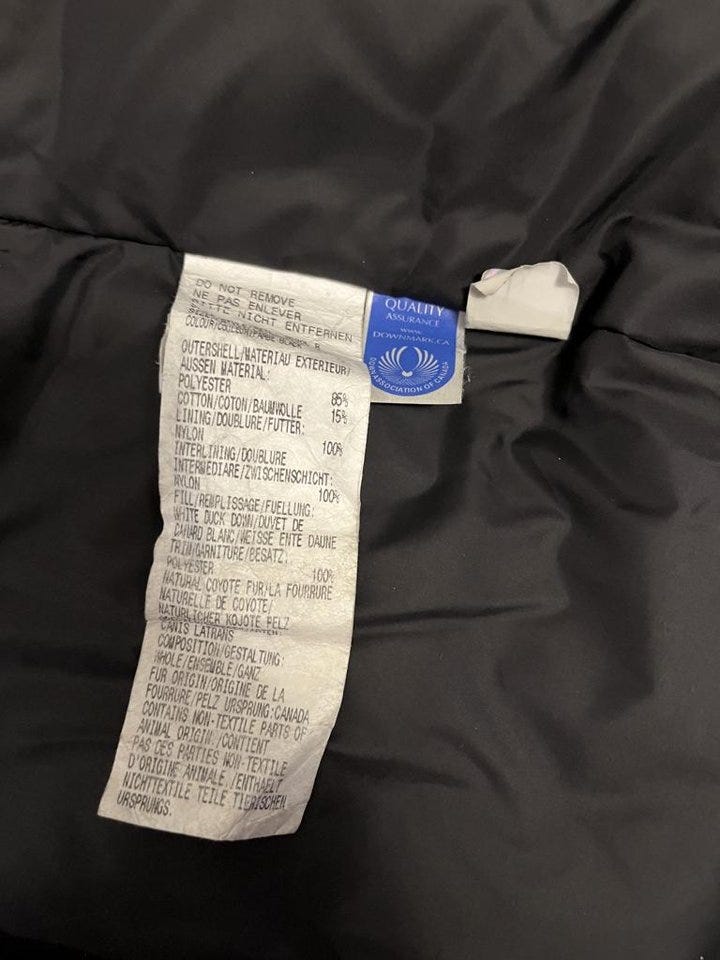 DO NOT REMOVE
NE PAS ENLEVER
BITTE NICHT ENTFERNEN
OUTERSHELL/MATERIAU EXTERIEUR/
AUSSEN MATERIAL:
POLYESTER 85%
COTTON/COTON/BAUMWOLLE 15%
LINING/DOUBLURE/FUTTER:
NYLON 100%
INTERLINING/DOUBLURE
INTERMEDIARE/ZWISCHENSCHICHT:
NYLON 100%
FILL/REMPLISSAGE/FUELLUNG:
WHITE DUCK DOWN/DUVET DE
CANARD BLANC/WEISSE ENTE DAUNE
TRIM/GARNITURE/BESATZ:
POLYESTER 100%
NATURAL COYOTE FUR/LA FOURRURE
NATURELLE DE COYOTE/
NATURLICHER KOJOTE PELZ
CANIS LATRANS
COMPOSITION/GESTALTUNG:
WHOLE/ENSEMBLE/GANZ
FUR ORIGIN/ORIGINE DE LA
FOURRURE/PELZ URSPRUNG:CANADA
CONTAINS NON-TEXTILE PARTS OF
ANIMAL ORIGIN/CONTIENT
PAS DES PARTIES NON-TEXTILE
D'ORIGINE ANIMALE/ENTHAELT
NICHTTEXTILE TEILE TIERISCHEN
URSPRUNGS.
QUALITY
ASSURANCE
www.
DOWNMARK.CA
DOWN ASSOCIATION OF CANADA